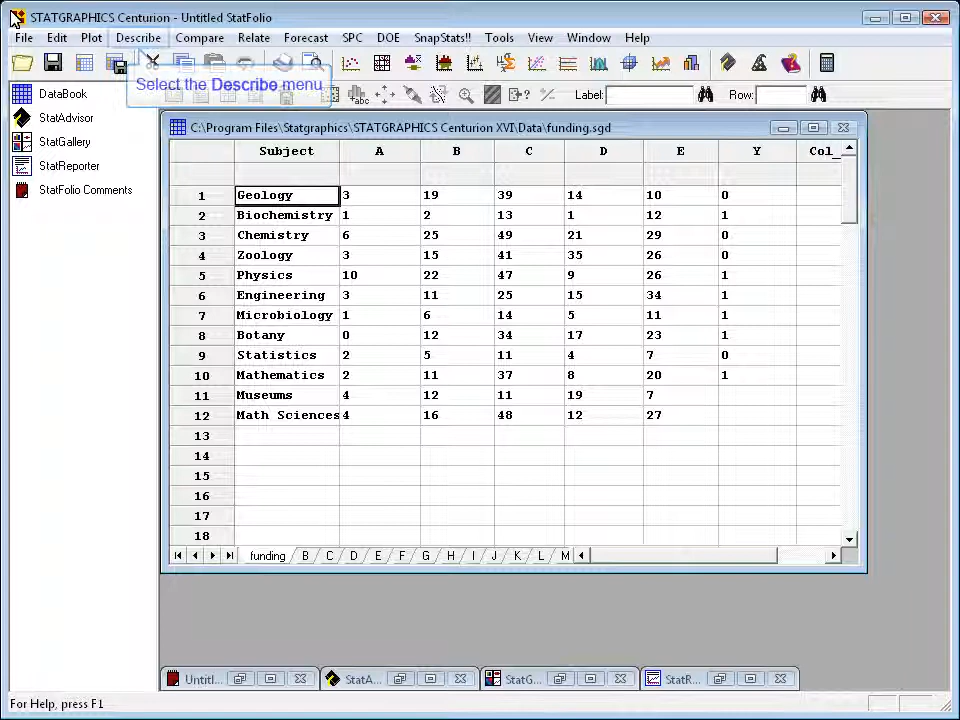 STATGRAPHICS Centurion - Untitled StatFolio
File Edit Plot Describe Compare Relate Forecast SPC DOE SnapStats!! Tools View Window Help
Select the Describe menu
Label: Row:
DataBook
StatAdvisor
StatGallery
StatReporter
StatFolio Comments
C:\Program Files\Statgraphics\STATGRAPHICS Centurion XVI\Data\funding.sgd
Subject A B C D E Y Col_
1 Geology 3 19 39 14 10 0
2 Biochemistry 1 2 13 1 12 1
3 Chemistry 6 25 49 21 29 0
4 Zoology 3 15 41 35 26 0
5 Physics 10 22 47 9 26 1
6 Engineering 3 11 25 15 34 1
7 Microbiology 1 6 14 5 11 1
8 Botany 0 12 34 17 23 1
9 Statistics 2 5 11 4 7 0
10 Mathematics 2 11 37 8 20 1
11 Museums 4 12 11 19 7
12 Math Sciences 4 16 48 12 27
13
14
15
16
17
18
funding B C D E F G H I J K L M
Untitl... StatA... StatG... StatR...
For Help, press F1